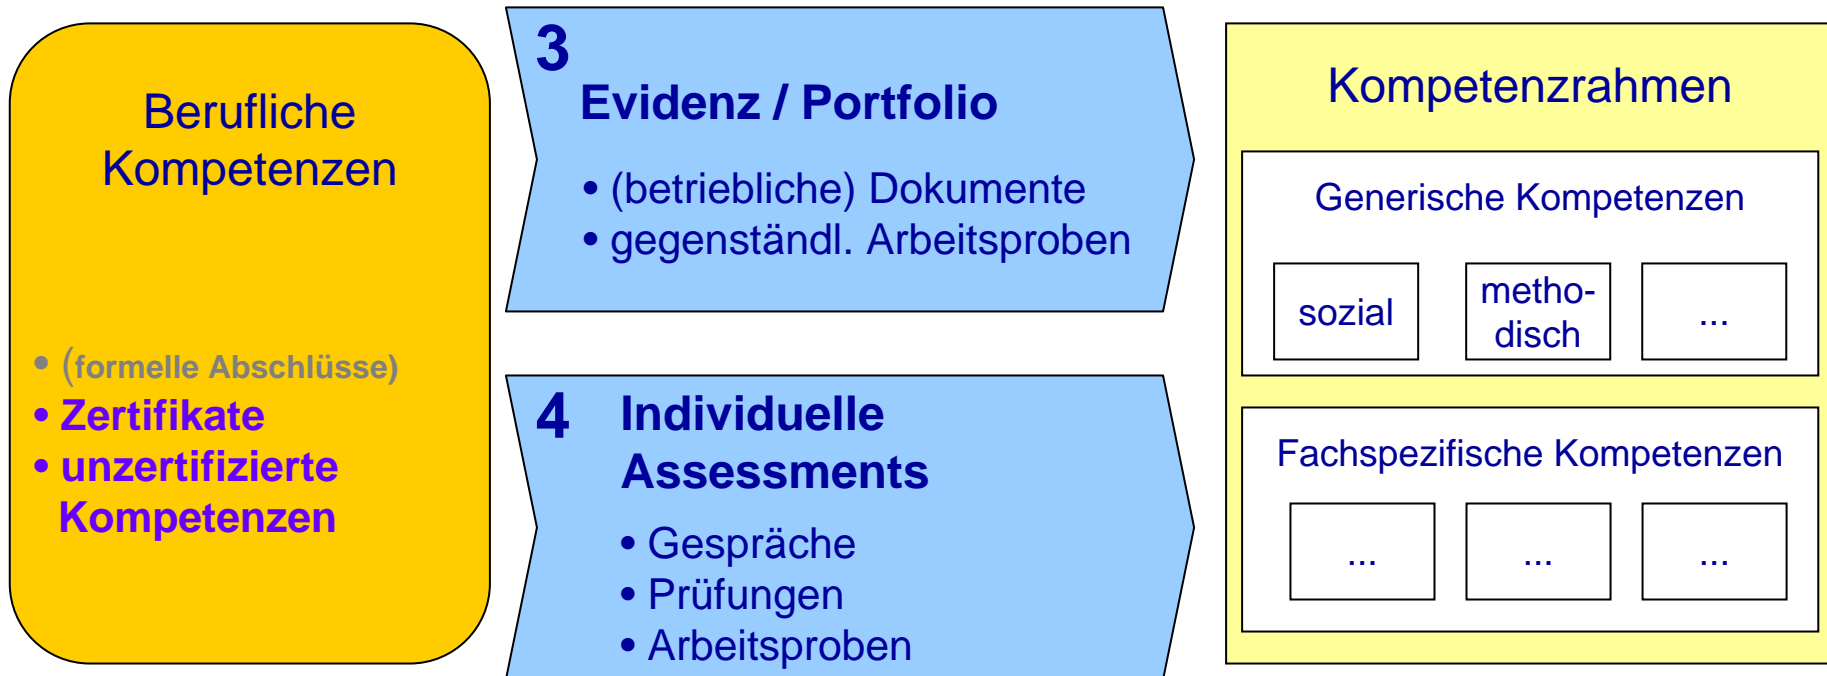 Berufliche
Kompetenzen
• (formelle Abschlüsse)
• Zertifikate
• unzertifizierte
Kompetenzen
3
Evidenz / Portfolio
• (betriebliche) Dokumente
• gegenständl. Arbeitsproben
4 Individuelle
Assessments
• Gespräche
• Prüfungen
• Arbeitsproben
Kompetenzrahmen
Generische Kompetenzen
sozial
metho-
disch
...
Fachspezifische Kompetenzen
...
...
...